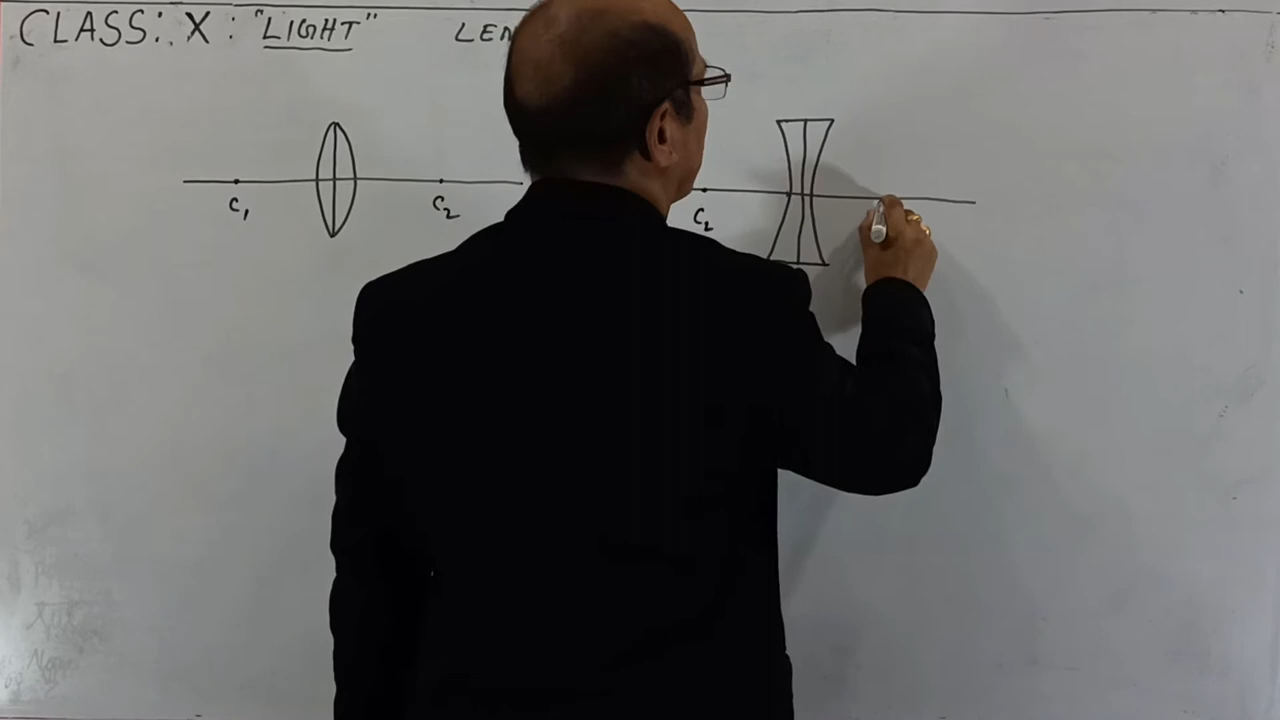 CLASS: X : "LIGHT"
C₁ C₂ C₂